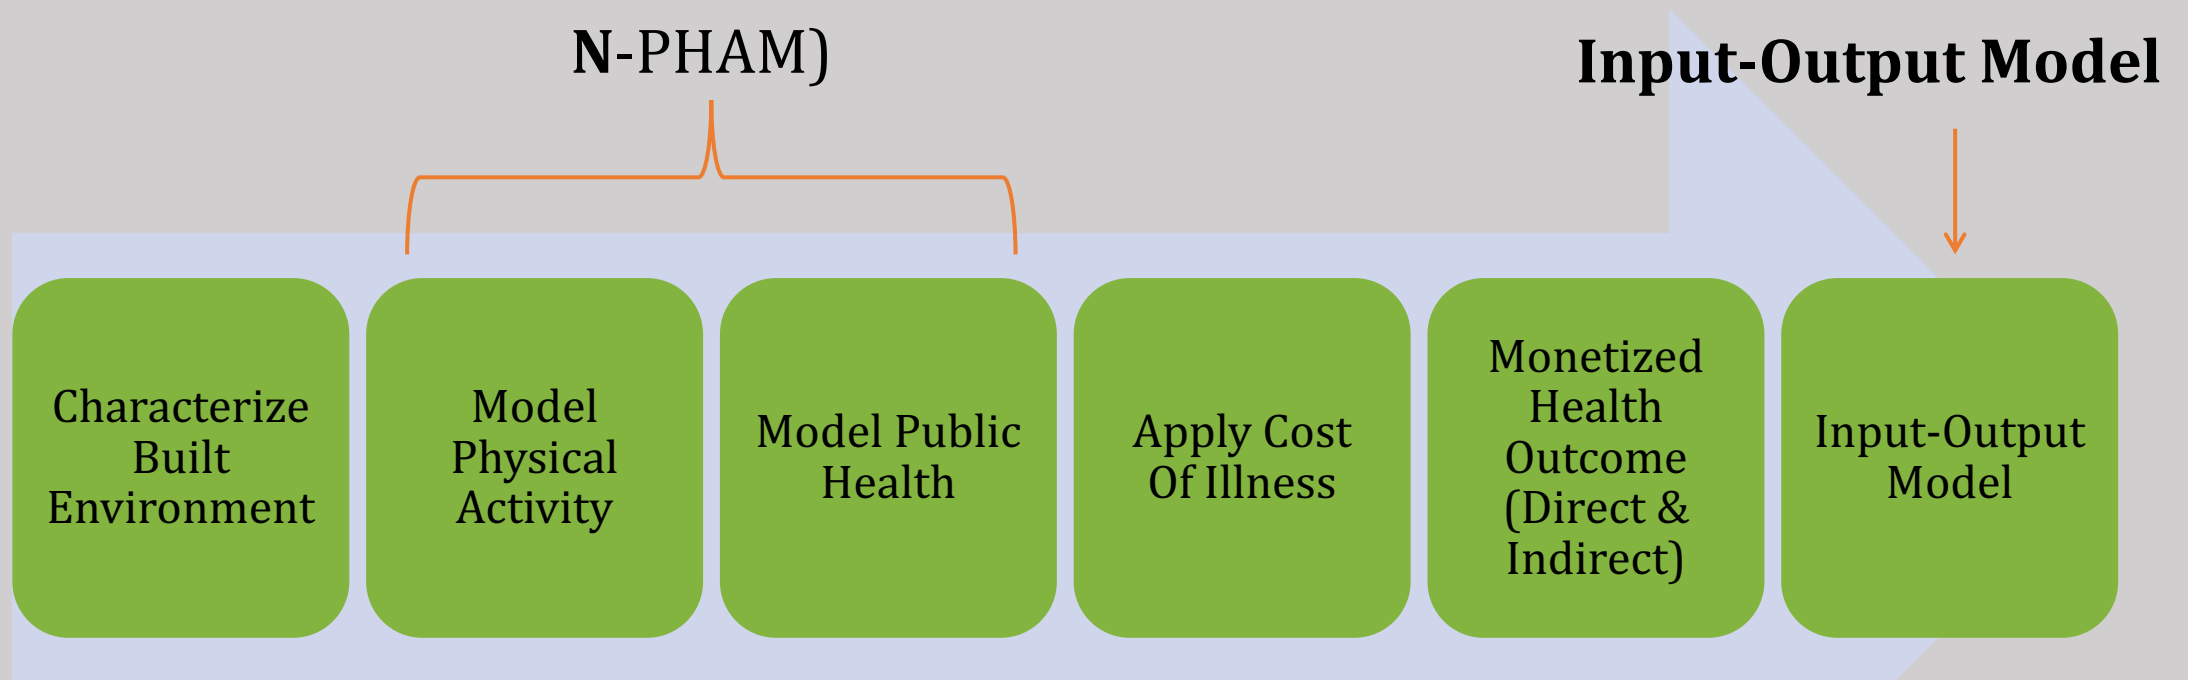 N-PHAM)
Input-Output Model
Characterize
Built
Environment
Model
Physical
Activity
Model Public
Health
Apply Cost
Of Illness
Monetized
Health
Outcome
(Direct &
Indirect)
Input-Output
Model